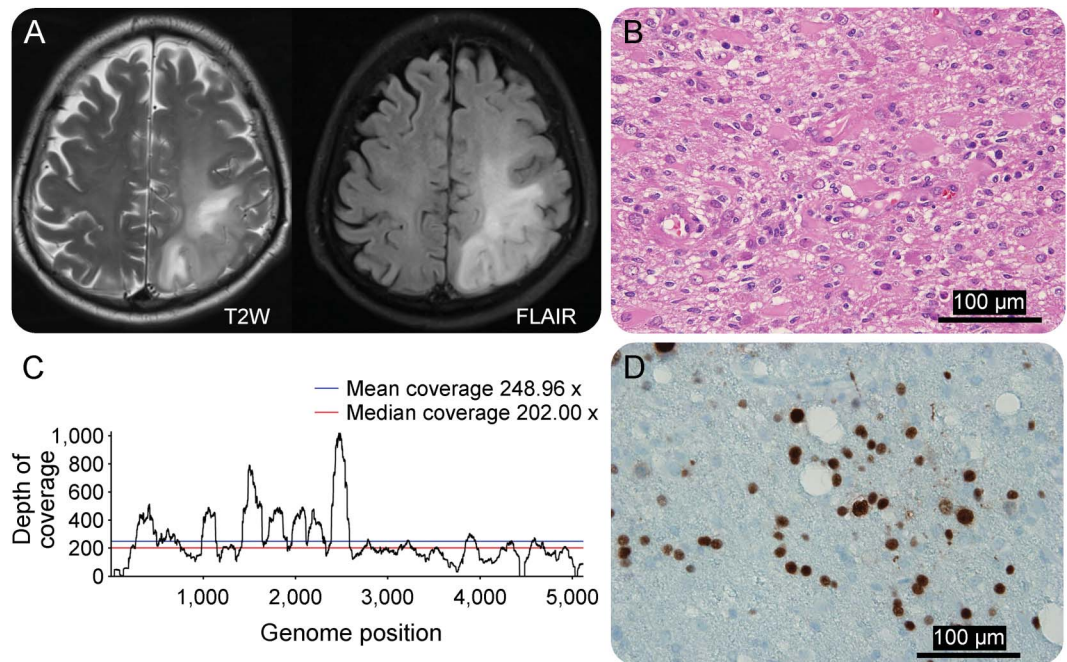 A
T2W
FLAIR
B
100 µm
C
Mean coverage 248.96 x
Median coverage 202.00 x
Depth of
coverage
1,000
800
600
400
200
0
1,000
2,000
3,000
4,000
5,000
Genome position
D
100 µm